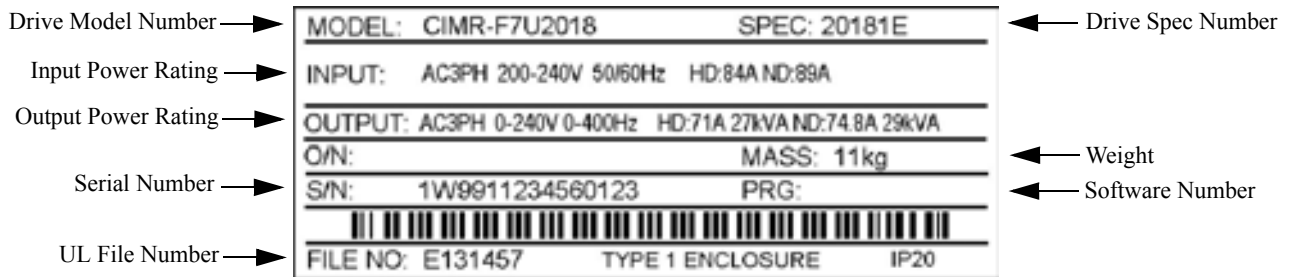 Drive Model Number MODEL: CIMR-F7U2018 SPEC: 20181E Drive Spec Number
Input Power Rating INPUT: AC3PH 200-240V 50/60Hz HD:84A ND:89A
Output Power Rating OUTPUT: AC3PH 0-240V 0-400Hz HD:71A 27kVA ND:74.8A 29kVA
O/N: MASS: 11kg Weight
Serial Number S/N: 1W9911234560123 PRG: Software Number
UL File Number FILE NO: E131457 TYPE 1 ENCLOSURE IP20